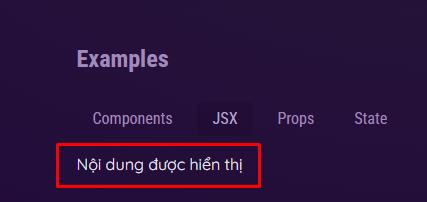 Examples
Components JSX Props State
Nội dung được hiển thị